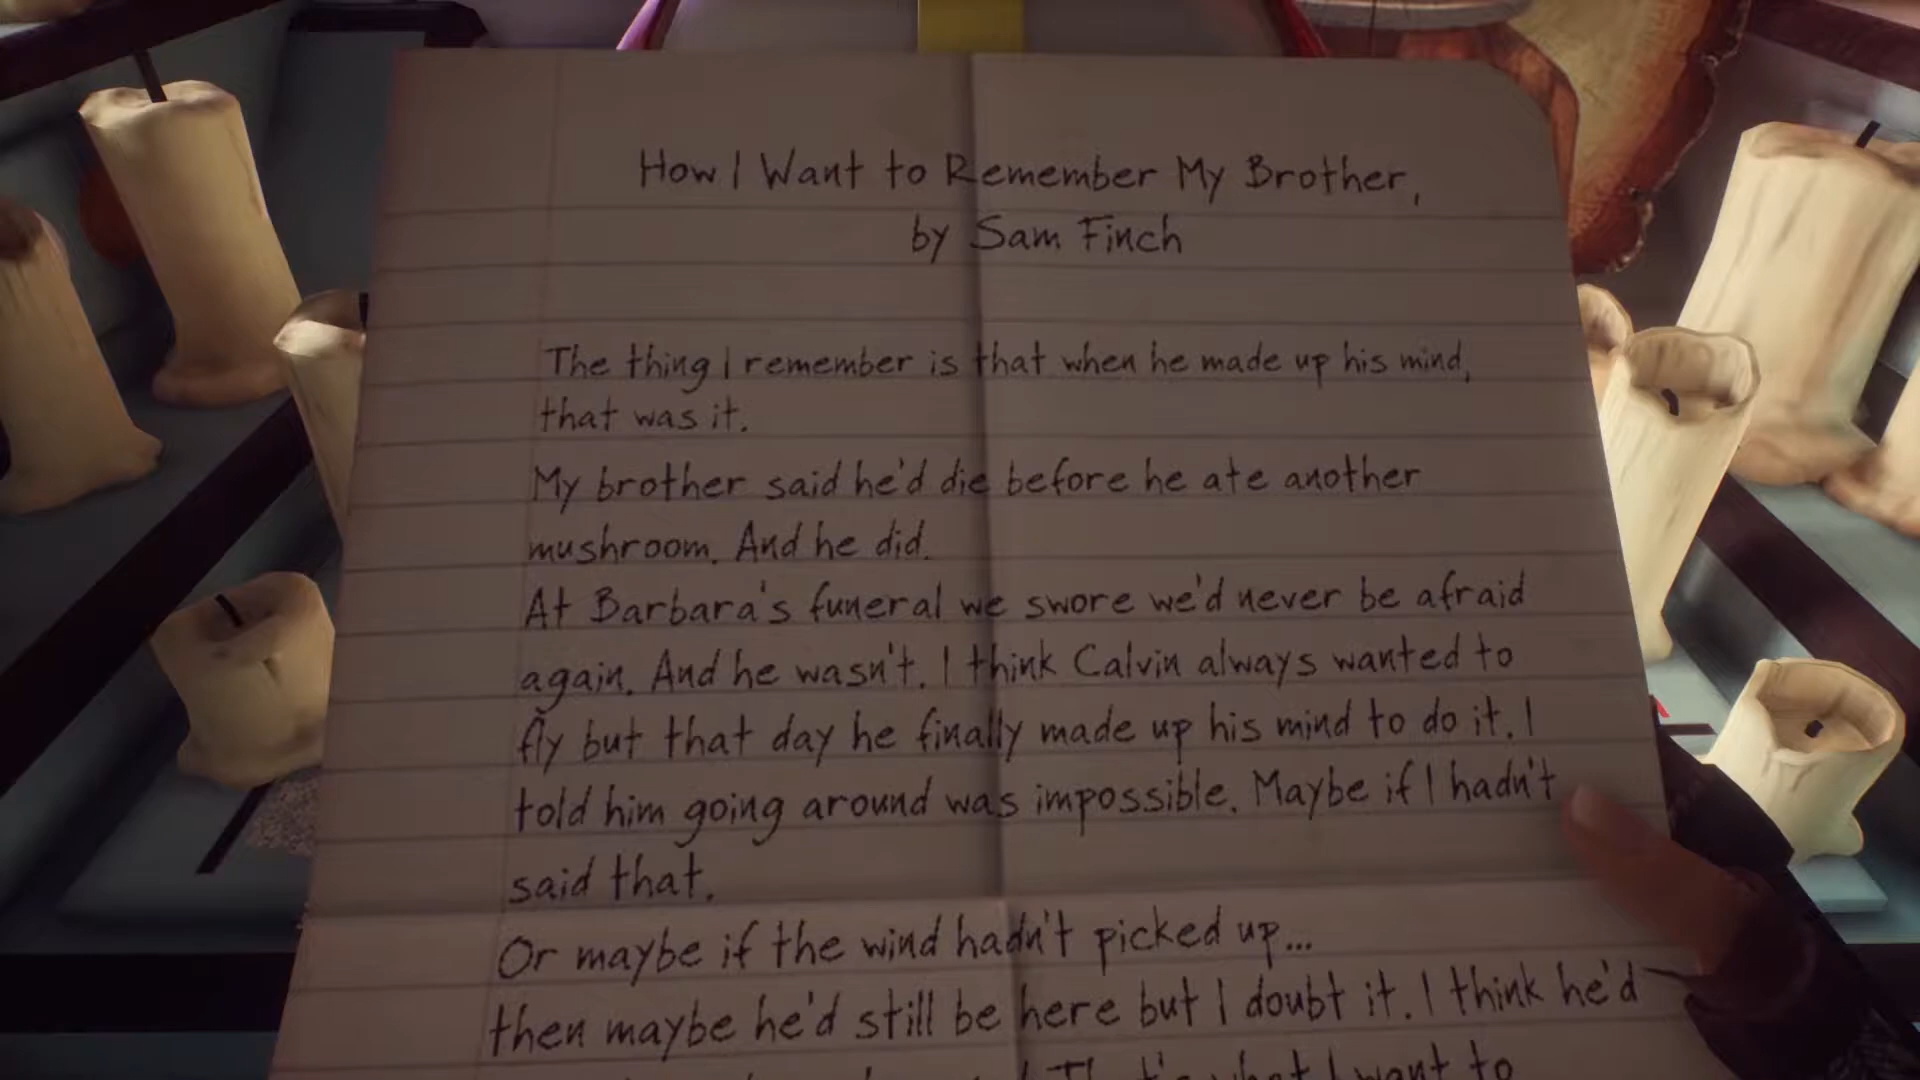 How I Want to Remember My Brother,
by Sam Finch
The thing I remember is that when he made up his mind,
that was it.
My brother said he'd die before he ate another
mushroom. And he did.
At Barbara's funeral we swore we'd never be afraid
again. And he wasn't. I think Calvin always wanted to
fly but that day he finally made up his mind to do it. I
told him going around was impossible. Maybe if I hadn't
said that.
Or maybe if the wind hadn't picked up...
then maybe he'd still be here but I doubt it. I think he'd
That's what I want to